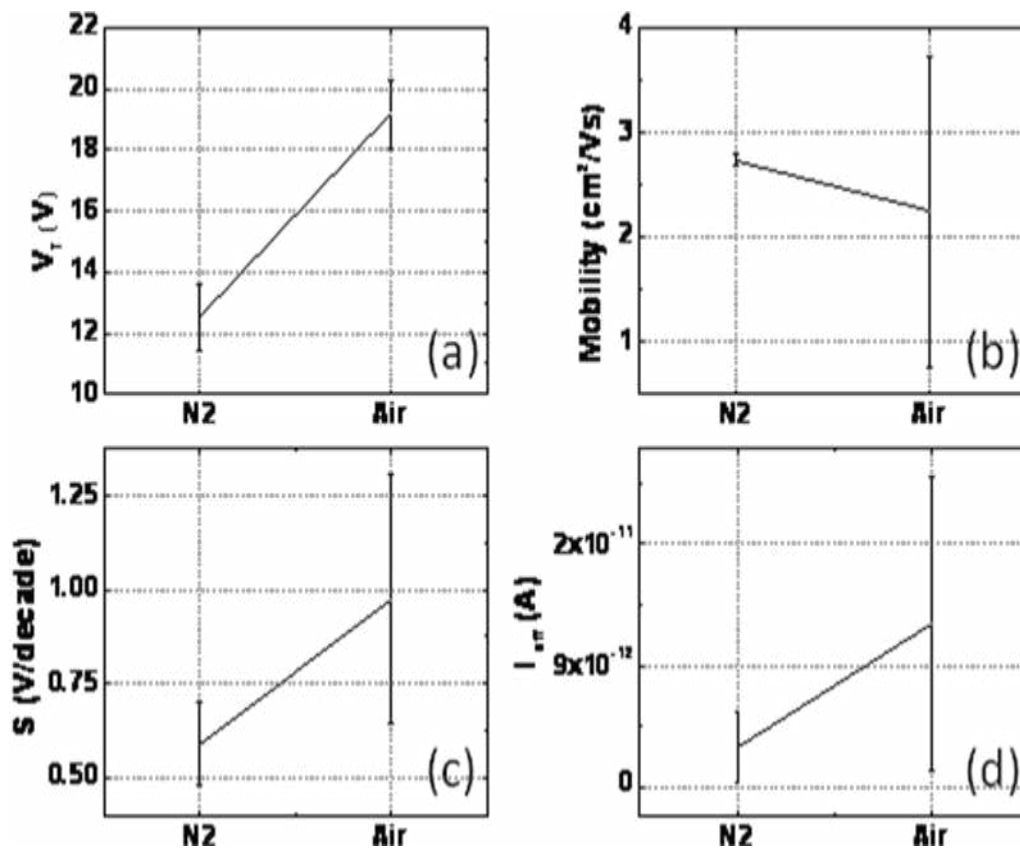 22
20
18
16
14
12
10
V_T (V)
N2 Air
(a)
4
3
2
1
Mobility (cm²/Vs)
N2 Air
(b)
1.25
1.00
0.75
0.50
S (V/decade)
N2 Air
(c)
2x10⁻¹¹
9x10⁻¹²
0
I_off (A)
N2 Air
(d)